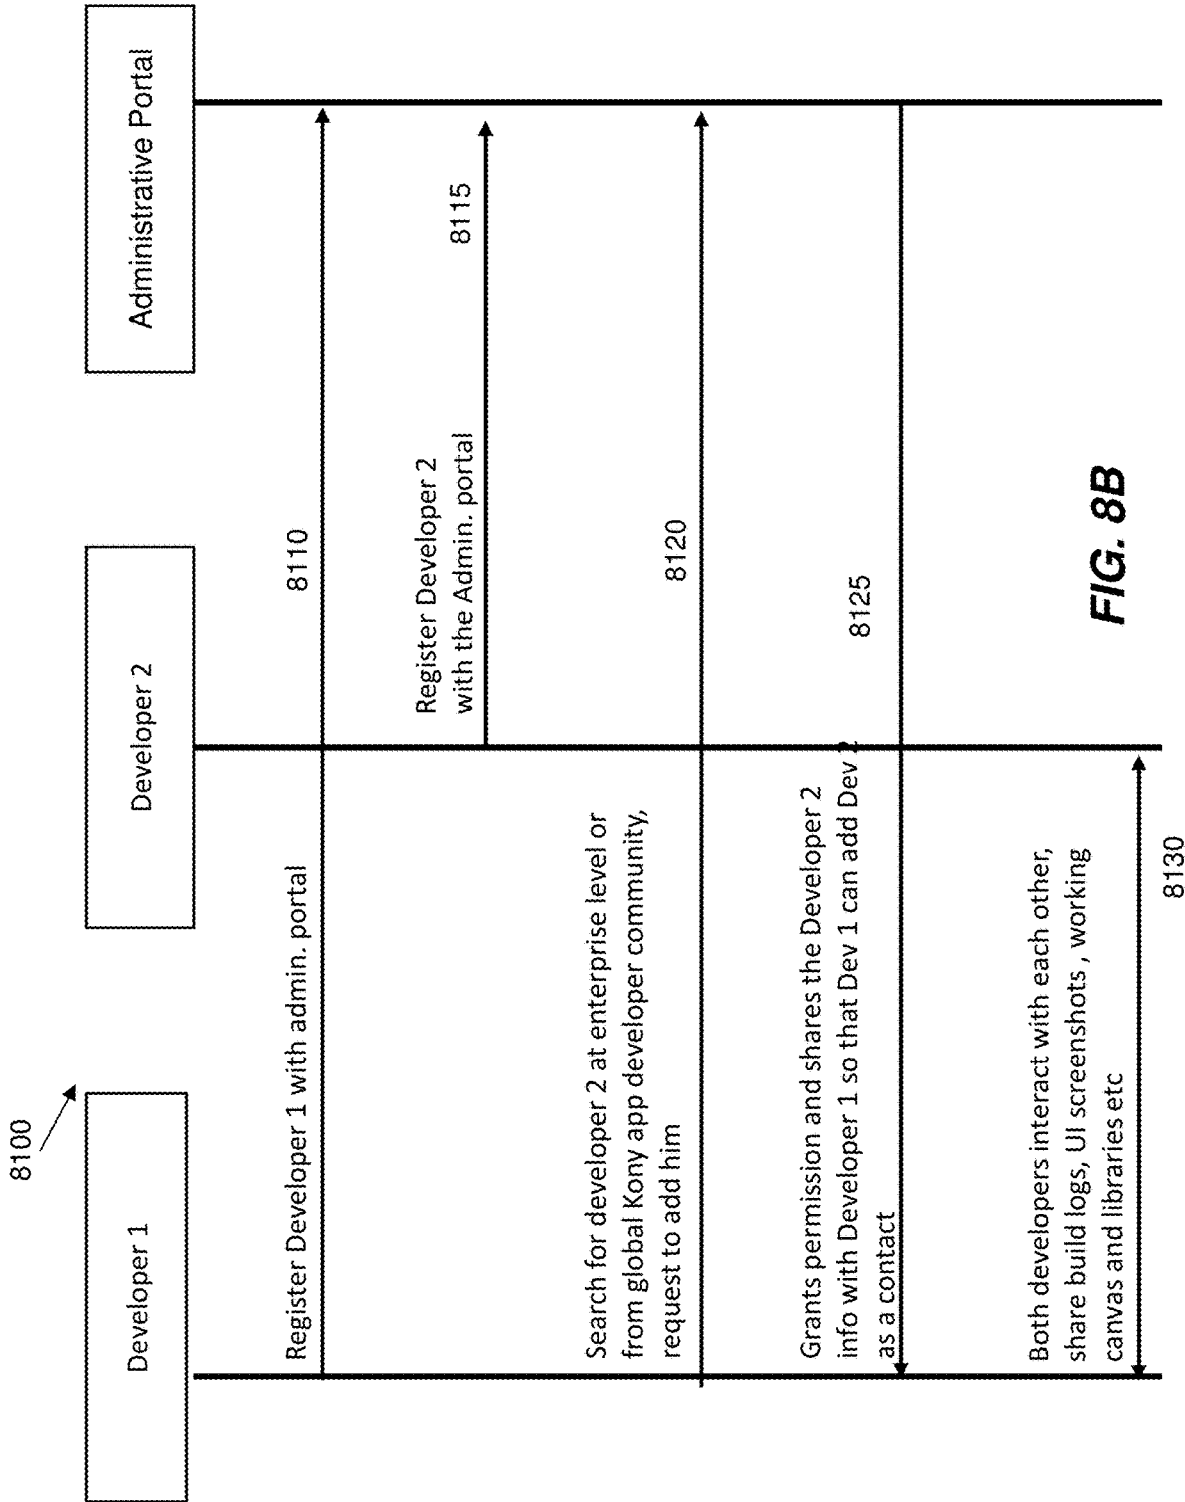 8100
Developer 1
Developer 2
Administrative Portal
Register Developer 1 with admin. portal
8110
Register Developer 2
with the Admin. portal
8115
Search for developer 2 at enterprise level or
from global Kony app developer community,
request to add him
8120
Grants permission and shares the Developer 2
info with Developer 1 so that Dev 1 can add Dev 2
as a contact
8125
Both developers interact with each other,
share build logs, UI screenshots , working
canvas and libraries etc
8130
FIG. 8B